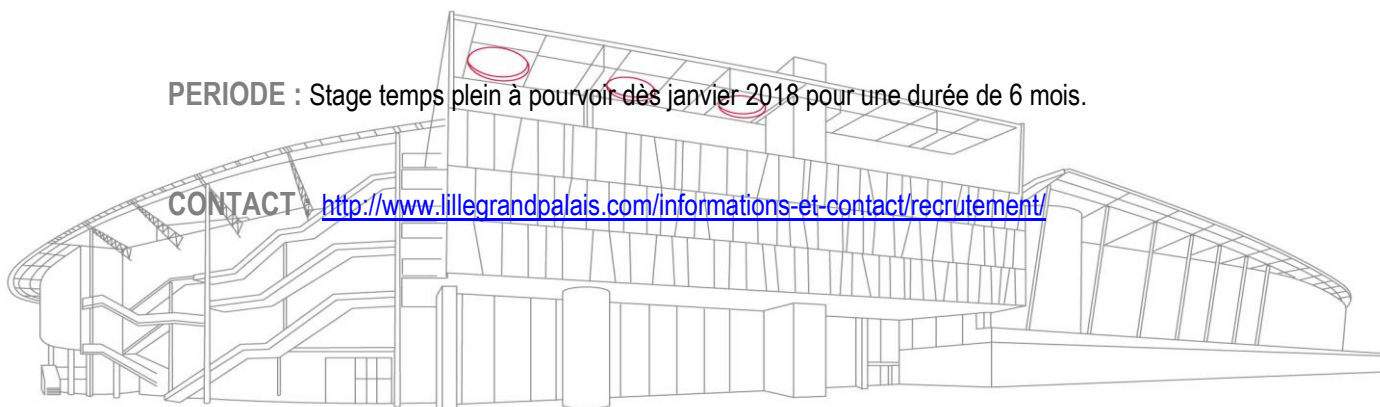 PERIODE : Stage temps plein à pourvoir dès janvier 2018 pour une durée de 6 mois.
CONTACT : http://www.lillegrandpalais.com/informations-et-contact/recrutement/